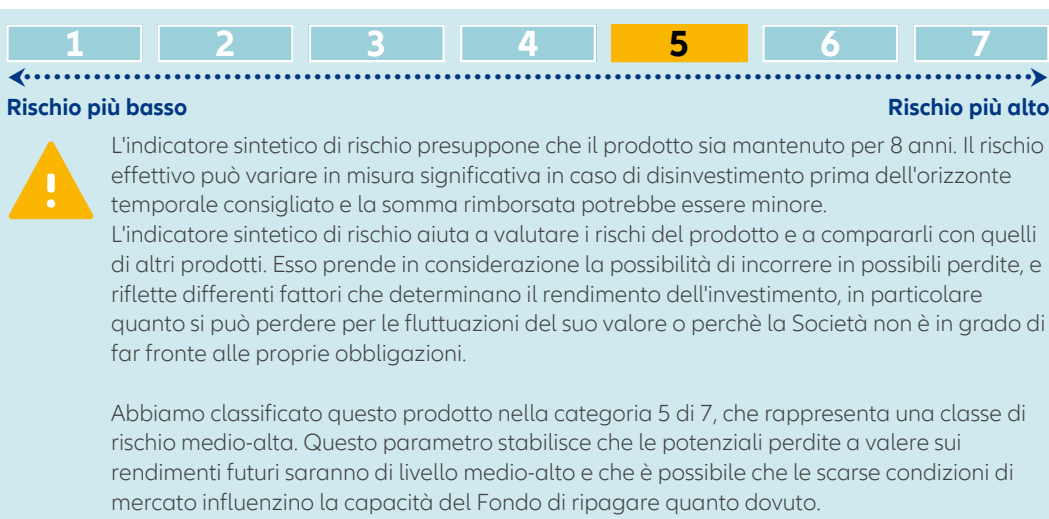 1 2 3 4 5 6 7
Rischio più basso Rischio più alto
L'indicatore sintetico di rischio presuppone che il prodotto sia mantenuto per 8 anni. Il rischio
effettivo può variare in misura significativa in caso di disinvestimento prima dell'orizzonte
temporale consigliato e la somma rimborsata potrebbe essere minore.
L'indicatore sintetico di rischio aiuta a valutare i rischi del prodotto e a compararli con quelli
di altri prodotti. Esso prende in considerazione la possibilità di incorrere in possibili perdite, e
riflette differenti fattori che determinano il rendimento dell'investimento, in particolare
quanto si può perdere per le fluttuazioni del suo valore o perchè la Società non è in grado di
far fronte alle proprie obbligazioni.
Abbiamo classificato questo prodotto nella categoria 5 di 7, che rappresenta una classe di
rischio medio-alta. Questo parametro stabilisce che le potenziali perdite a valere sui
rendimenti futuri saranno di livello medio-alto e che è possibile che le scarse condizioni di
mercato influenzino la capacità del Fondo di ripagare quanto dovuto.